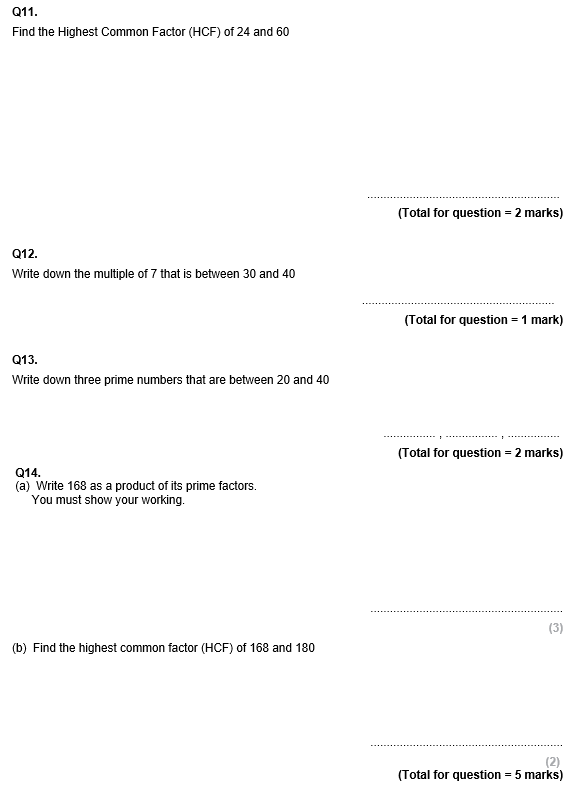 Q11.
Find the Highest Common Factor (HCF) of 24 and 60
............................................................
(Total for question = 2 marks)
Q12.
Write down the multiple of 7 that is between 30 and 40
............................................................
(Total for question = 1 mark)
Q13.
Write down three prime numbers that are between 20 and 40
................ , ................ , ................
(Total for question = 2 marks)
Q14.
(a) Write 168 as a product of its prime factors.
You must show your working.
............................................................
(3)
(b) Find the highest common factor (HCF) of 168 and 180
............................................................
(2)
(Total for question = 5 marks)